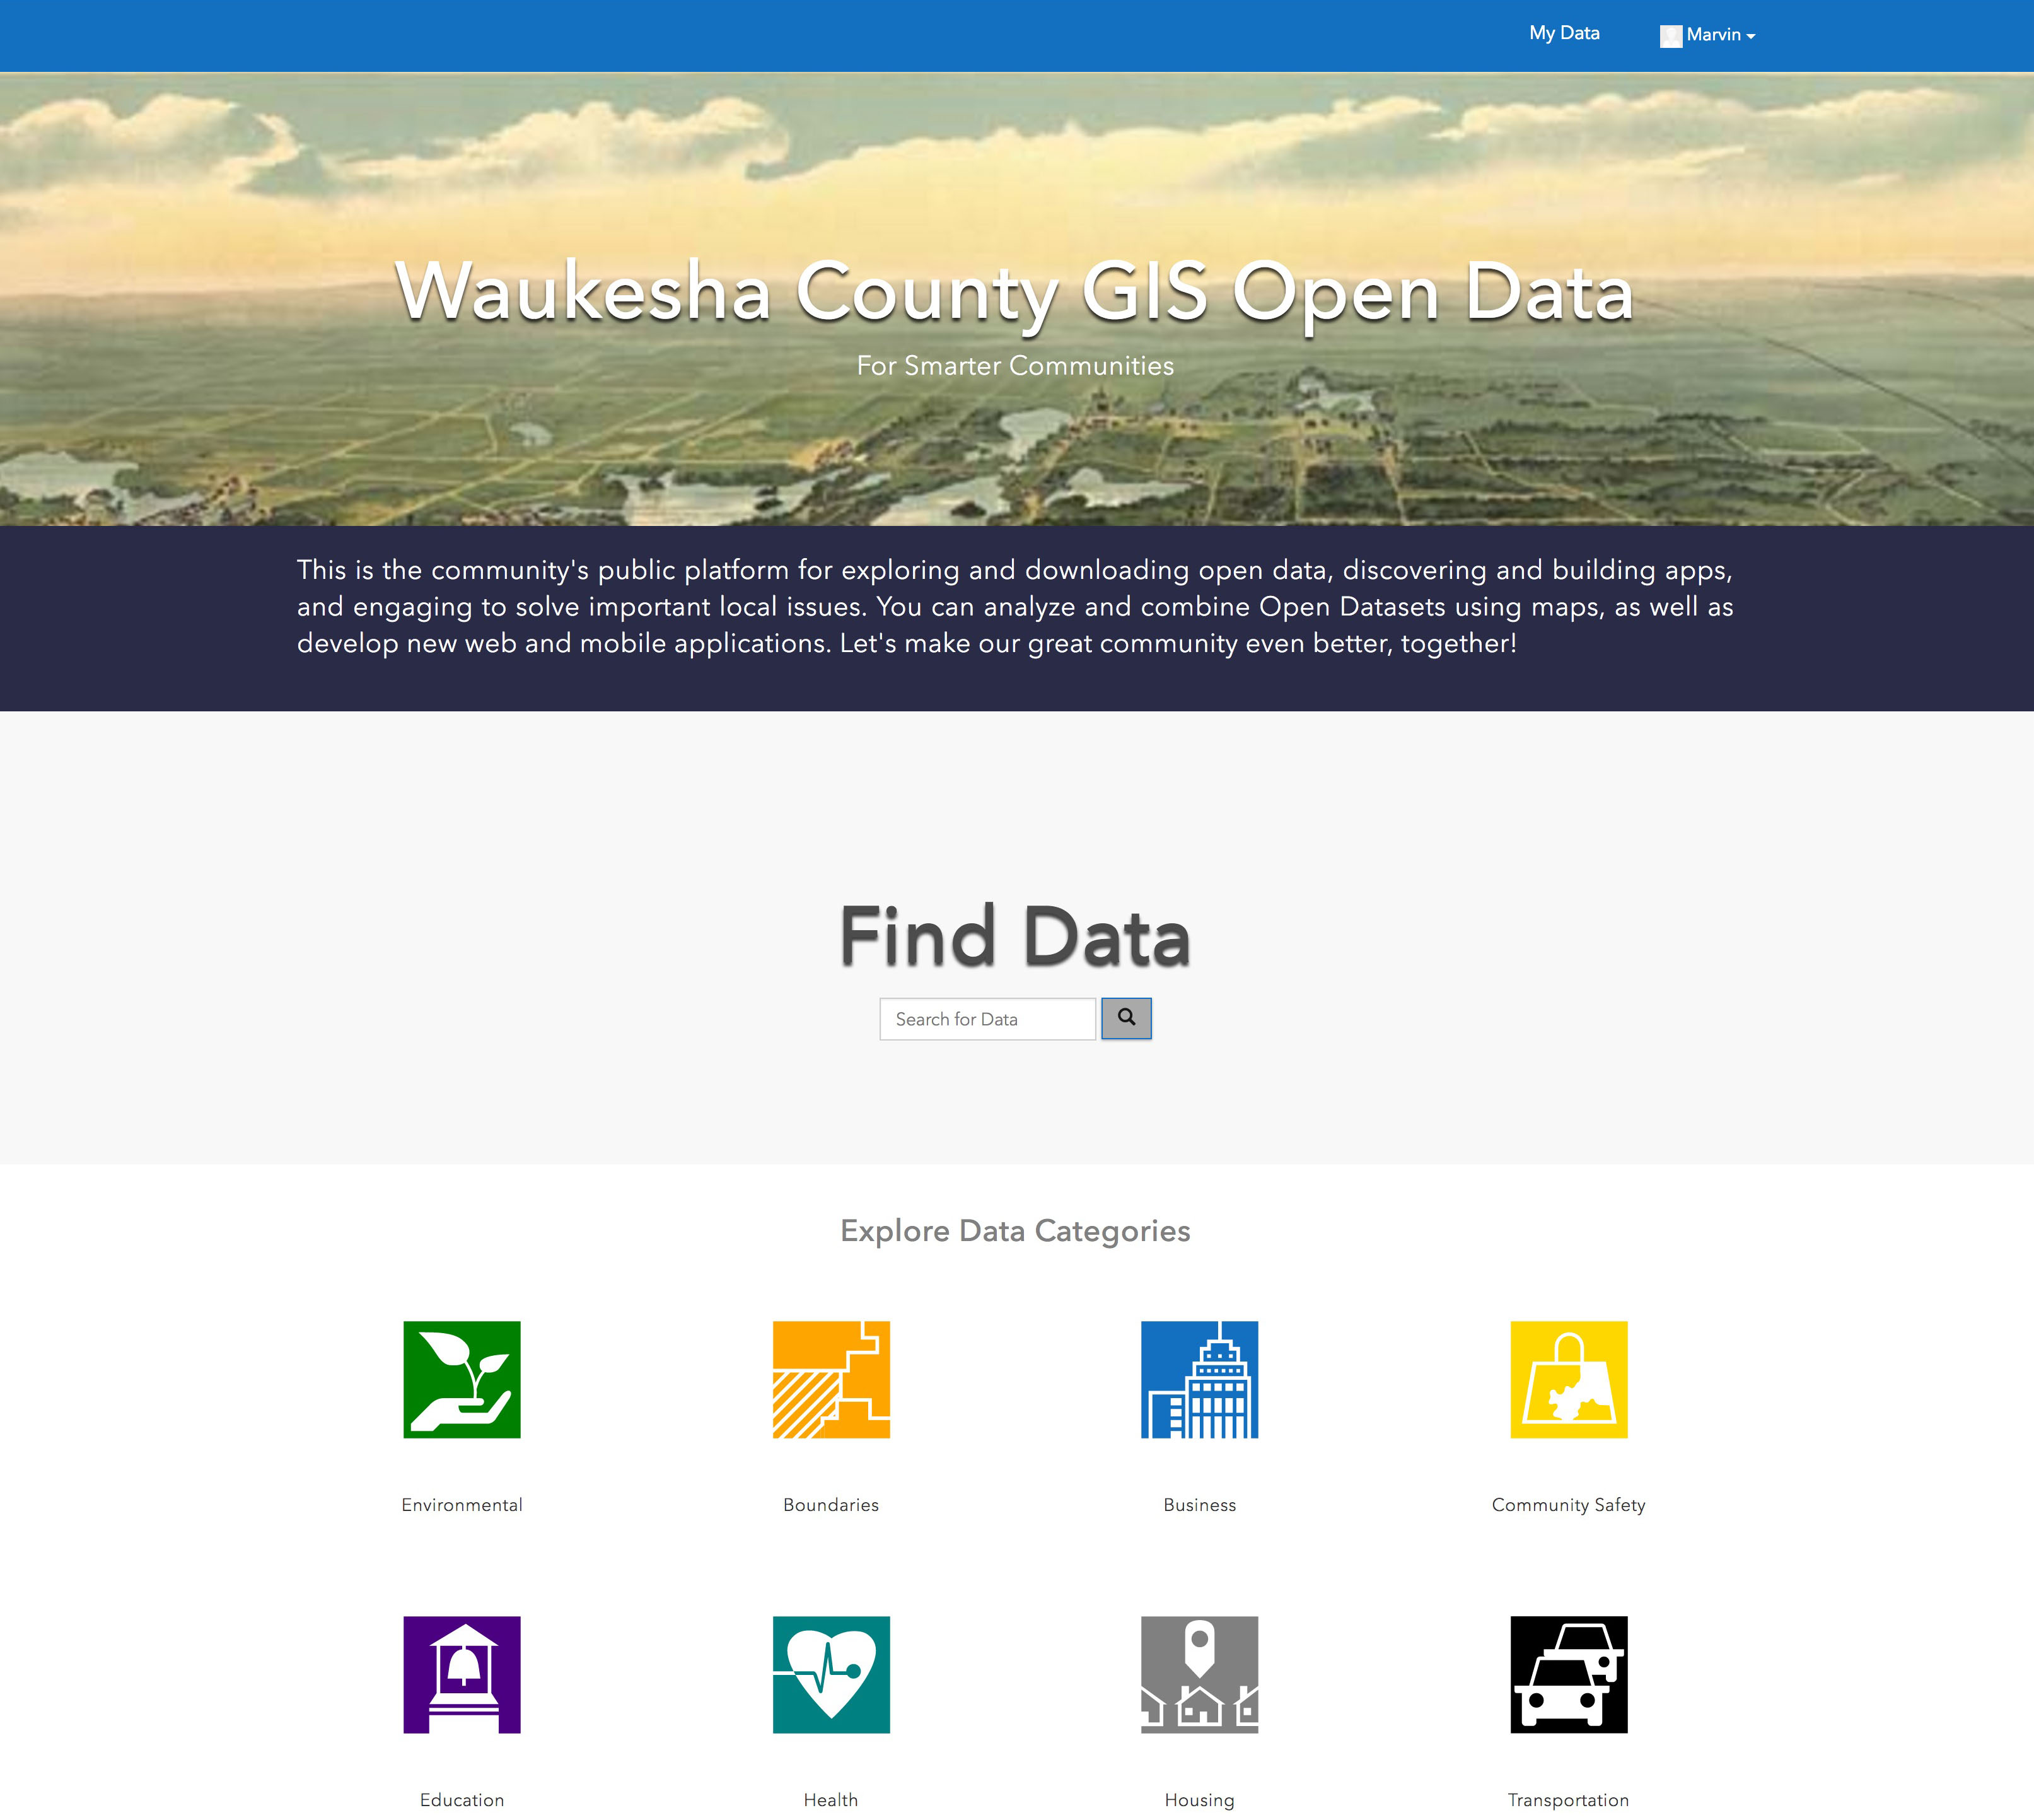 My Data
Marvin
Waukesha County GIS Open Data
For Smarter Communities
This is the community's public platform for exploring and downloading open data, discovering and building apps,
and engaging to solve important local issues. You can analyze and combine Open Datasets using maps, as well as
develop new web and mobile applications. Let's make our great community even better, together!
Find Data
Search for Data
Explore Data Categories
Environmental
Boundaries
Business
Community Safety
Education
Health
Housing
Transportation